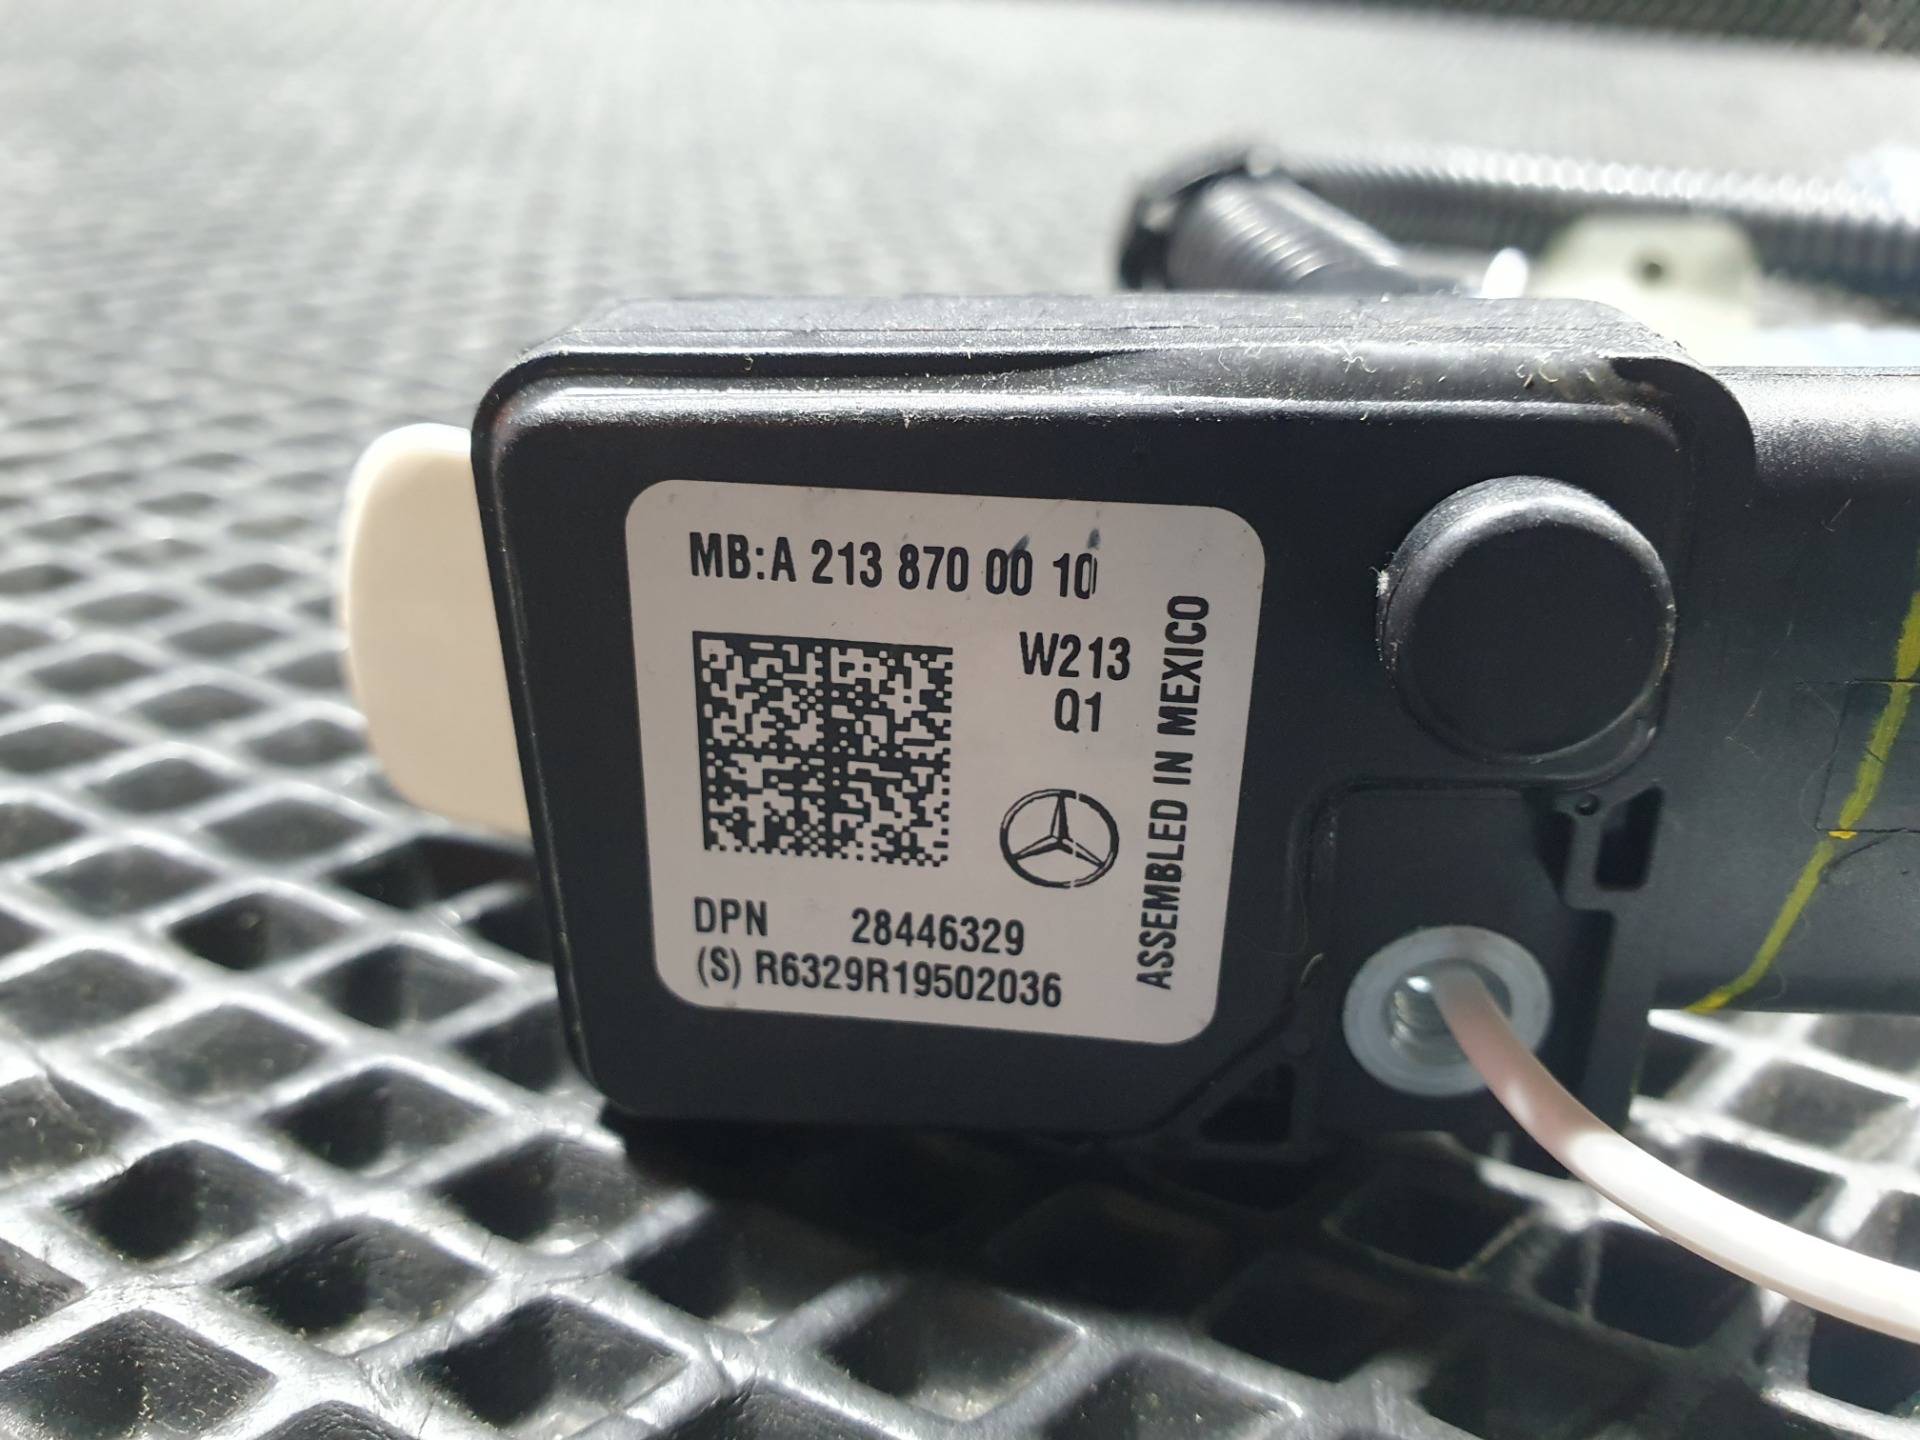 MB:A 213 870 00 10
W213
Q1
DPN 28446329
(S) R6329R19502036
ASSEMBLED IN MEXICO